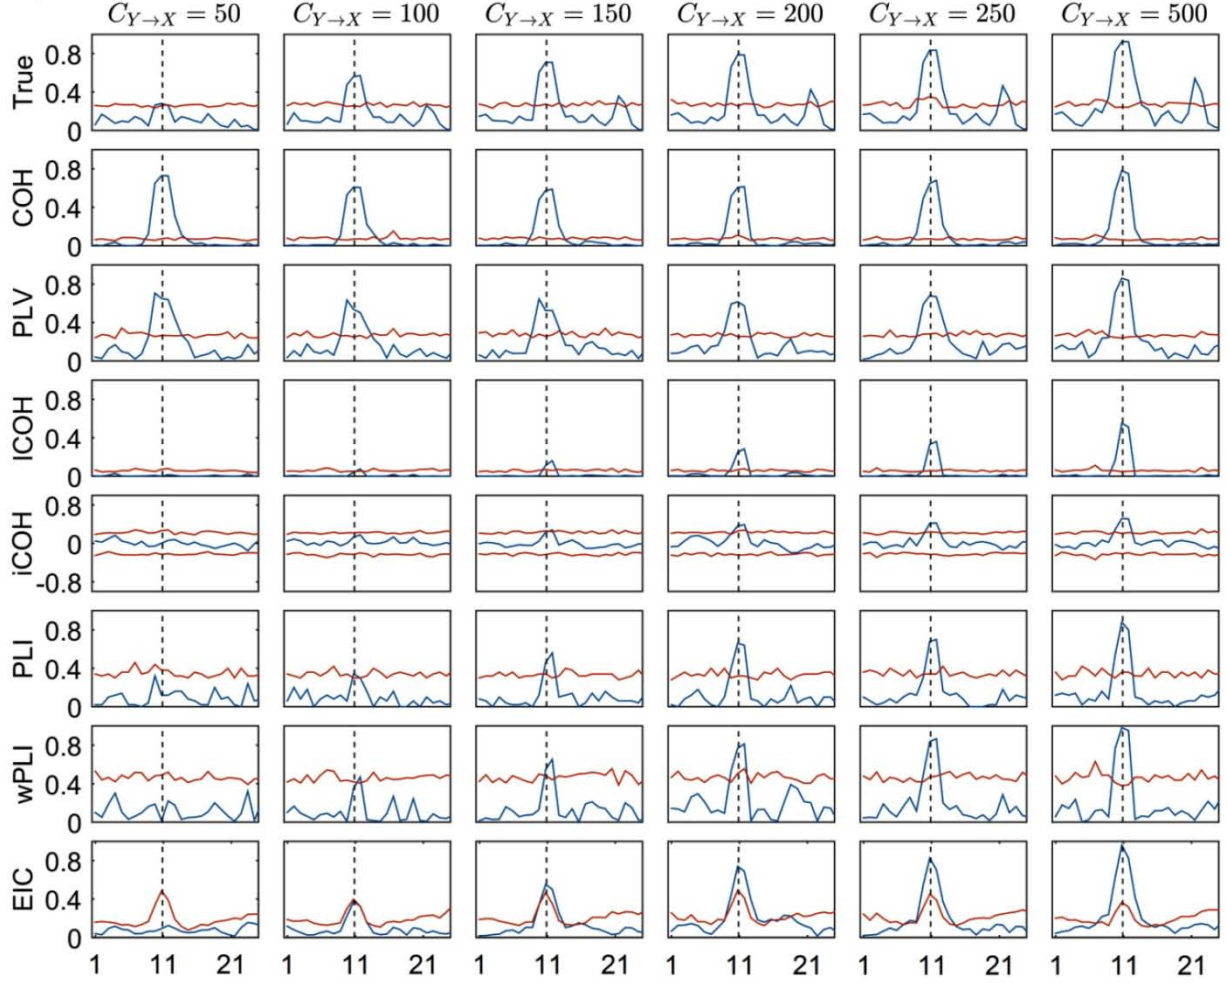 C_{Y→X} = 50 C_{Y→X} = 100 C_{Y→X} = 150 C_{Y→X} = 200 C_{Y→X} = 250 C_{Y→X} = 500
True
0.8
0.4
0
COH
0.8
0.4
0
PLV
0.8
0.4
0
ICOH
0.8
0.4
0
iCOH
0.8
0
-0.8
PLI
0.8
0.4
0
wPLI
0.8
0.4
0
EIC
0.8
0.4
0
1 11 21 1 11 21 1 11 21 1 11 21 1 11 21 1 11 21